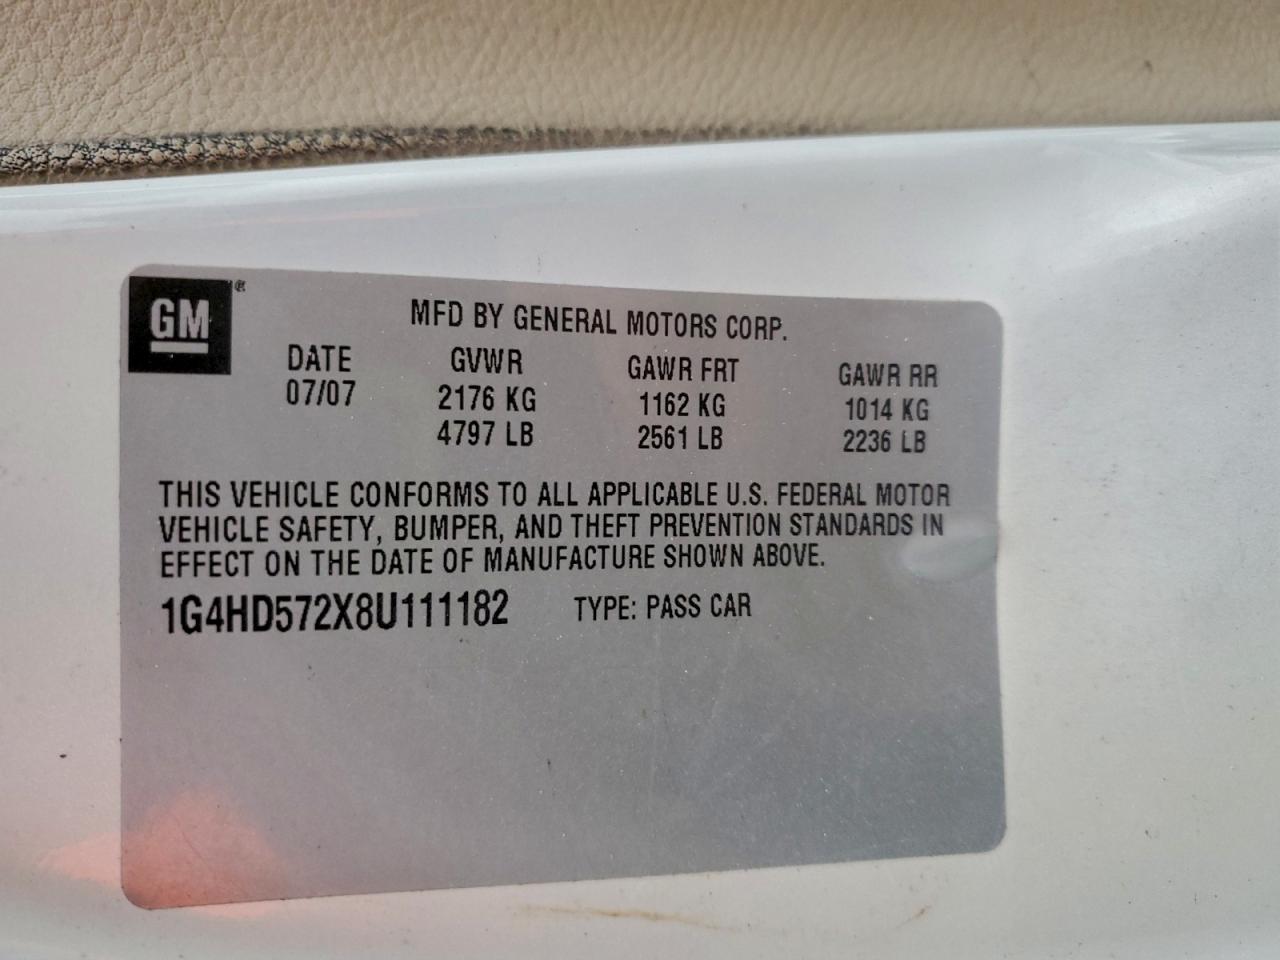 GM
MFD BY GENERAL MOTORS CORP.
DATE GVWR GAWR FRT GAWR RR
07/07 2176 KG 1162 KG 1014 KG
4797 LB 2561 LB 2236 LB
THIS VEHICLE CONFORMS TO ALL APPLICABLE U.S. FEDERAL MOTOR
VEHICLE SAFETY, BUMPER, AND THEFT PREVENTION STANDARDS IN
EFFECT ON THE DATE OF MANUFACTURE SHOWN ABOVE.
1G4HD572X8U111182 TYPE: PASS CAR